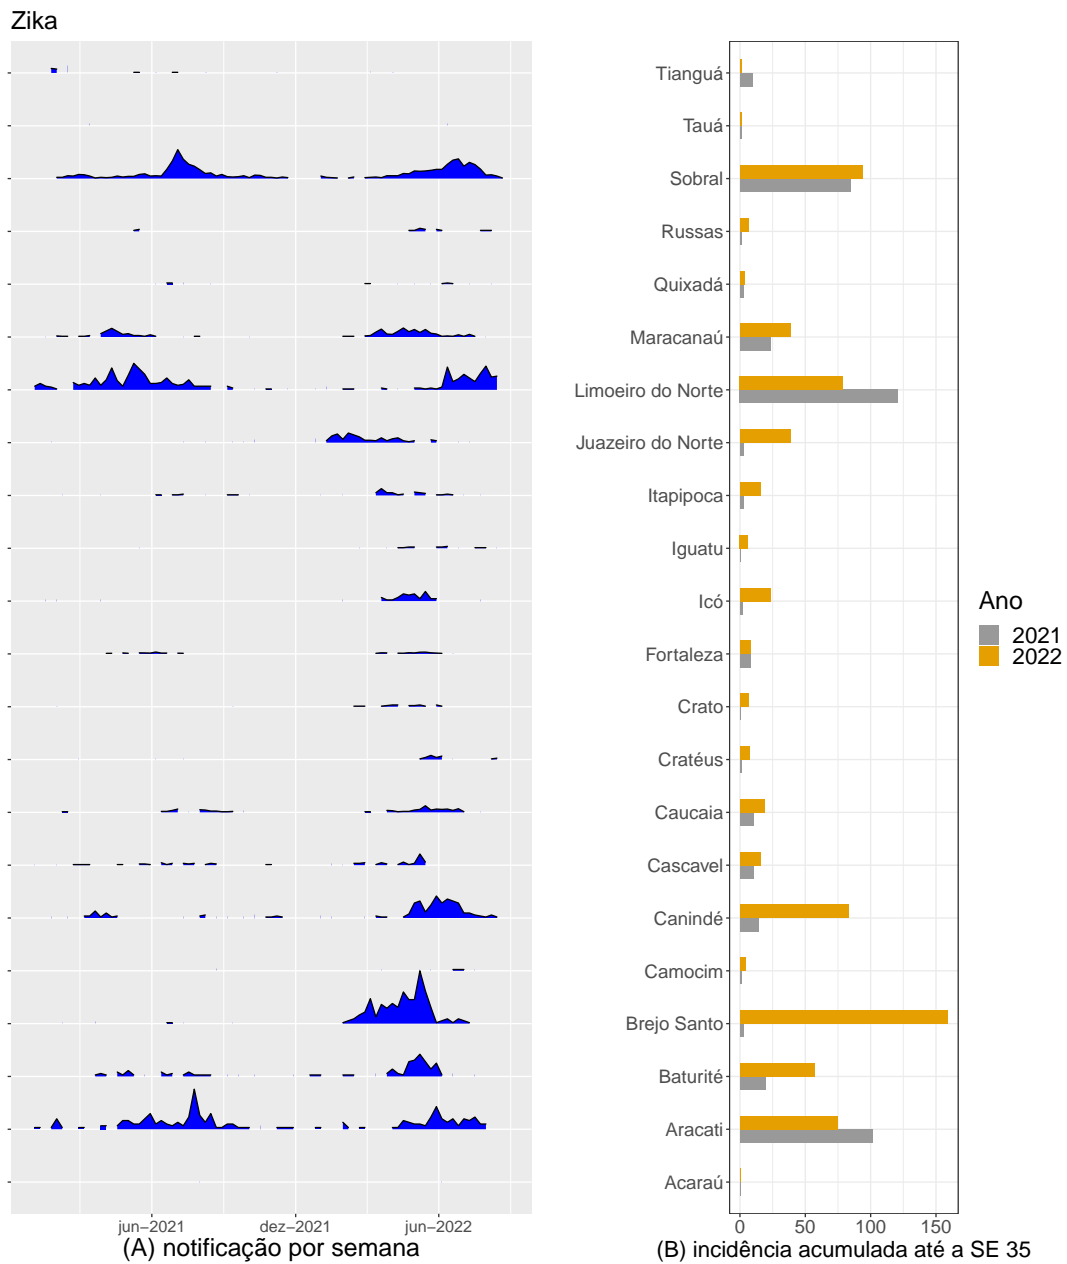 Zika
Tianguá
Tauá
Sobral
Russas
Quixadá
Maracanaú
Limoeiro do Norte
Juazeiro do Norte
Itapipoca
Iguatu
Icó
Fortaleza
Crato
Cratéus
Caucaia
Cascavel
Canindé
Camocim
Brejo Santo
Baturité
Aracati
Acaraú
Ano
2021
2022
jun−2021 dez−2021 jun−2022
(A) notificação por semana
0 50 100 150
(B) incidência acumulada até a SE 35